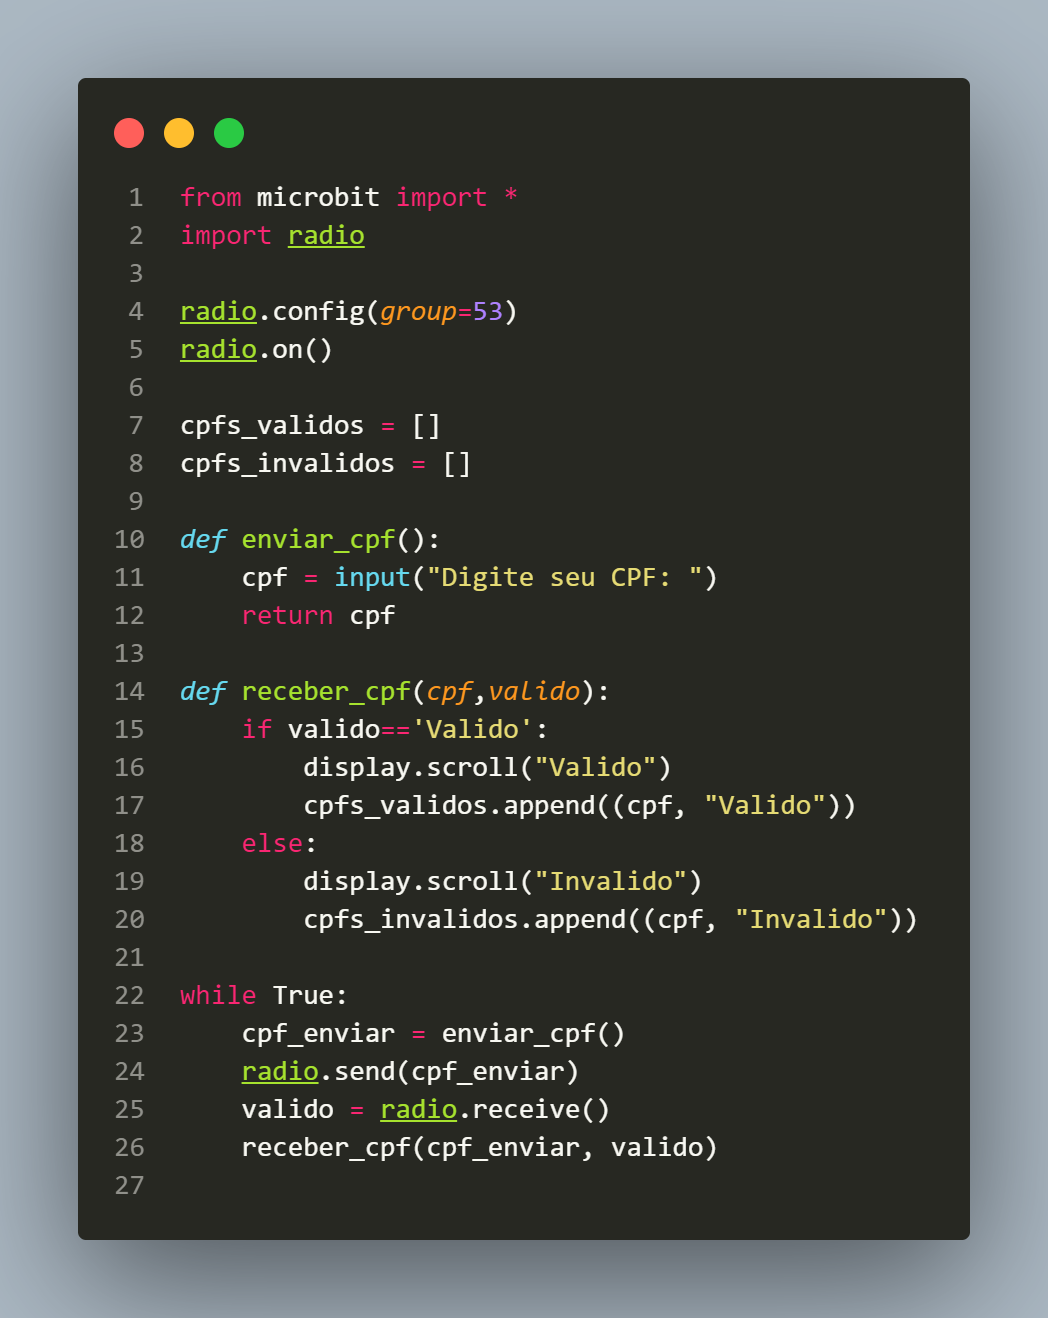 1 from microbit import *
2 import radio
3
4 radio.config(group=53)
5 radio.on()
6
7 cpfs_validos = []
8 cpfs_invalidos = []
9
10 def enviar_cpf():
11     cpf = input("Digite seu CPF: ")
12     return cpf
13
14 def receber_cpf(cpf,valido):
15     if valido=='Valido':
16         display.scroll("Valido")
17         cpfs_validos.append((cpf, "Valido"))
18     else:
19         display.scroll("Invalido")
20         cpfs_invalidos.append((cpf, "Invalido"))
21
22 while True:
23     cpf_enviar = enviar_cpf()
24     radio.send(cpf_enviar)
25     valido = radio.receive()
26     receber_cpf(cpf_enviar, valido)
27